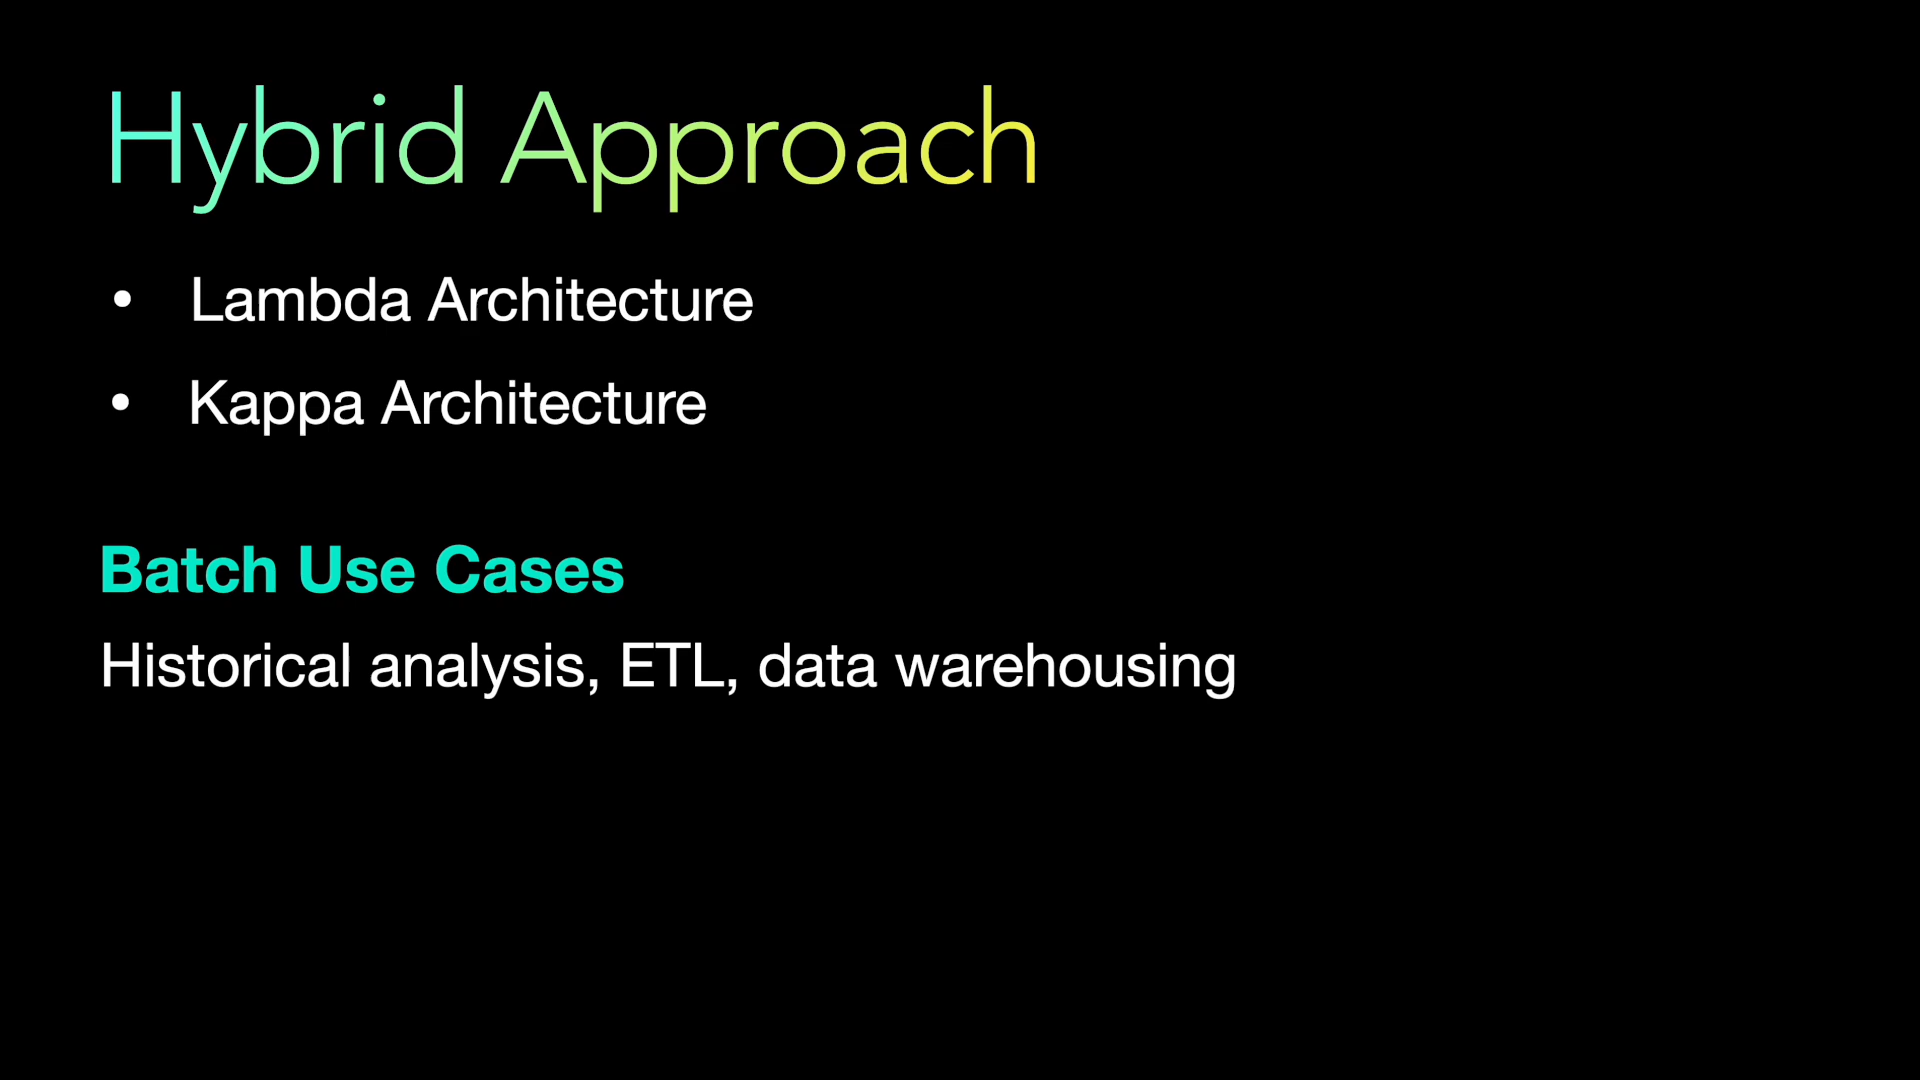 Hybrid Approach
• Lambda Architecture
• Kappa Architecture
Batch Use Cases
Historical analysis, ETL, data warehousing